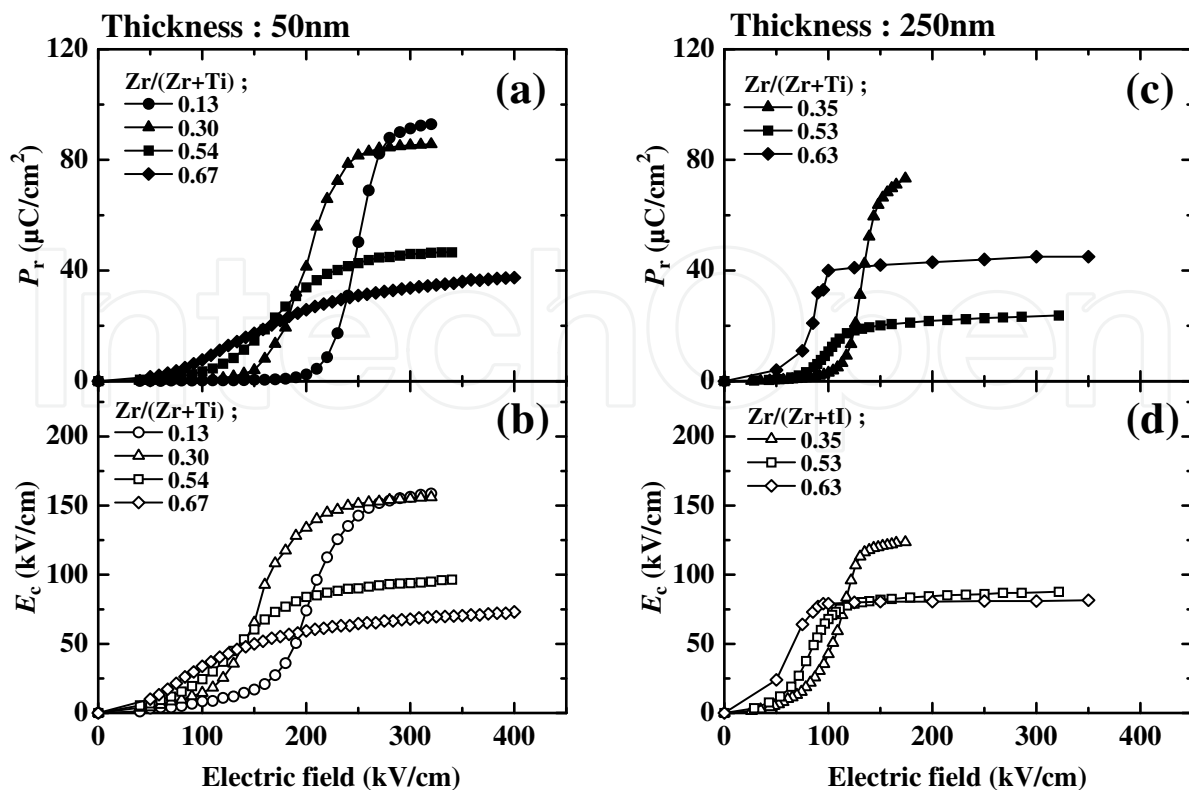 Thickness : 50nm
Thickness : 250nm
120
80
40
0
Pr (μC/cm2)
Zr/(Zr+Ti) ;
0.13
0.30
0.54
0.67
(a)
120
80
40
0
Pr (μC/cm2)
Zr/(Zr+Ti) ;
0.35
0.53
0.63
(c)
200
150
100
50
0
Ec (kV/cm)
Zr/(Zr+Ti) ;
0.13
0.30
0.54
0.67
(b)
0 100 200 300 400
Electric field (kV/cm)
200
150
100
50
0
Ec (kV/cm)
Zr/(Zr+tI) ;
0.35
0.53
0.63
(d)
0 100 200 300 400
Electric field (kV/cm)
IntechOpen